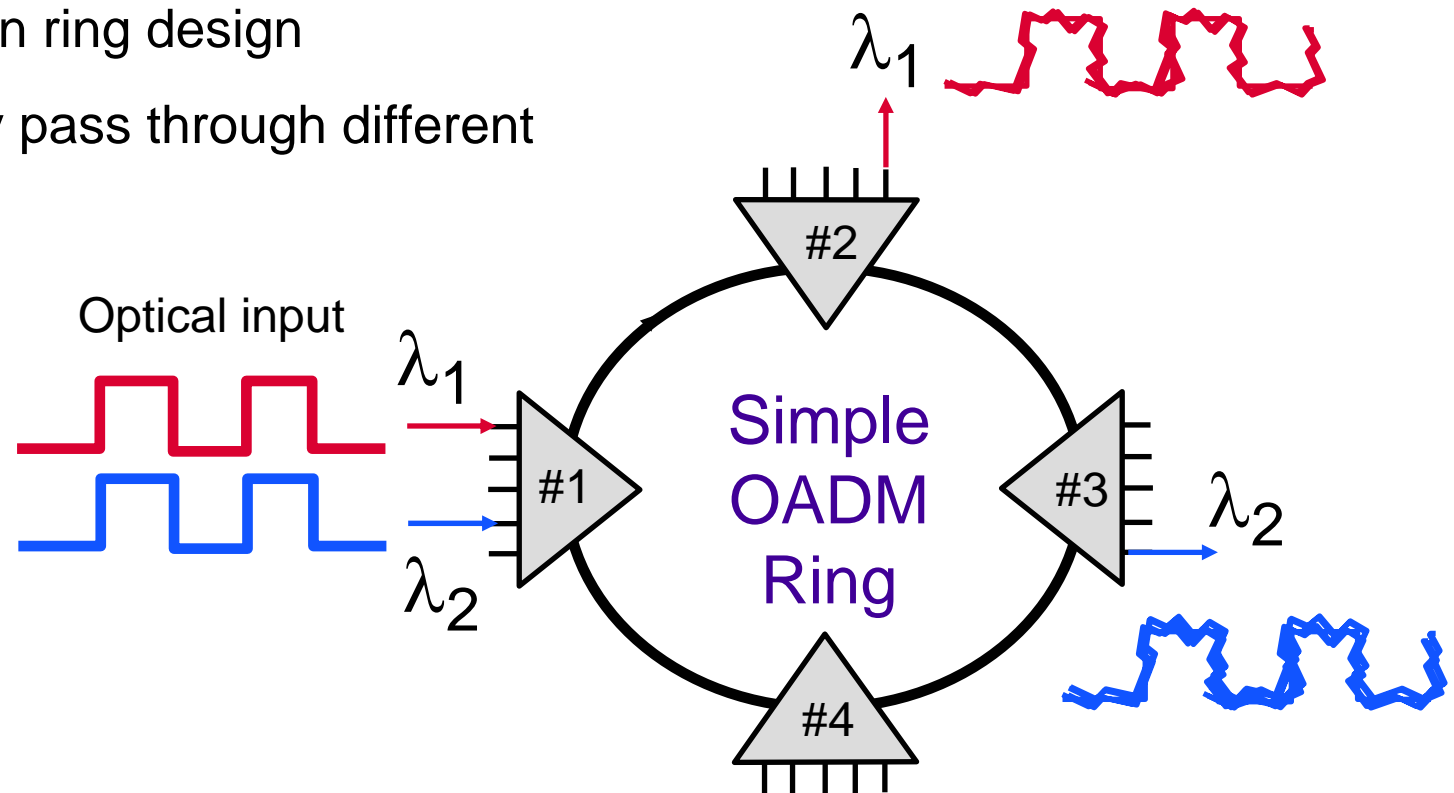 n ring design
pass through different
λ1
#2
Optical input
λ1
#1
λ2
Simple
OADM
Ring
#3
λ2
#4